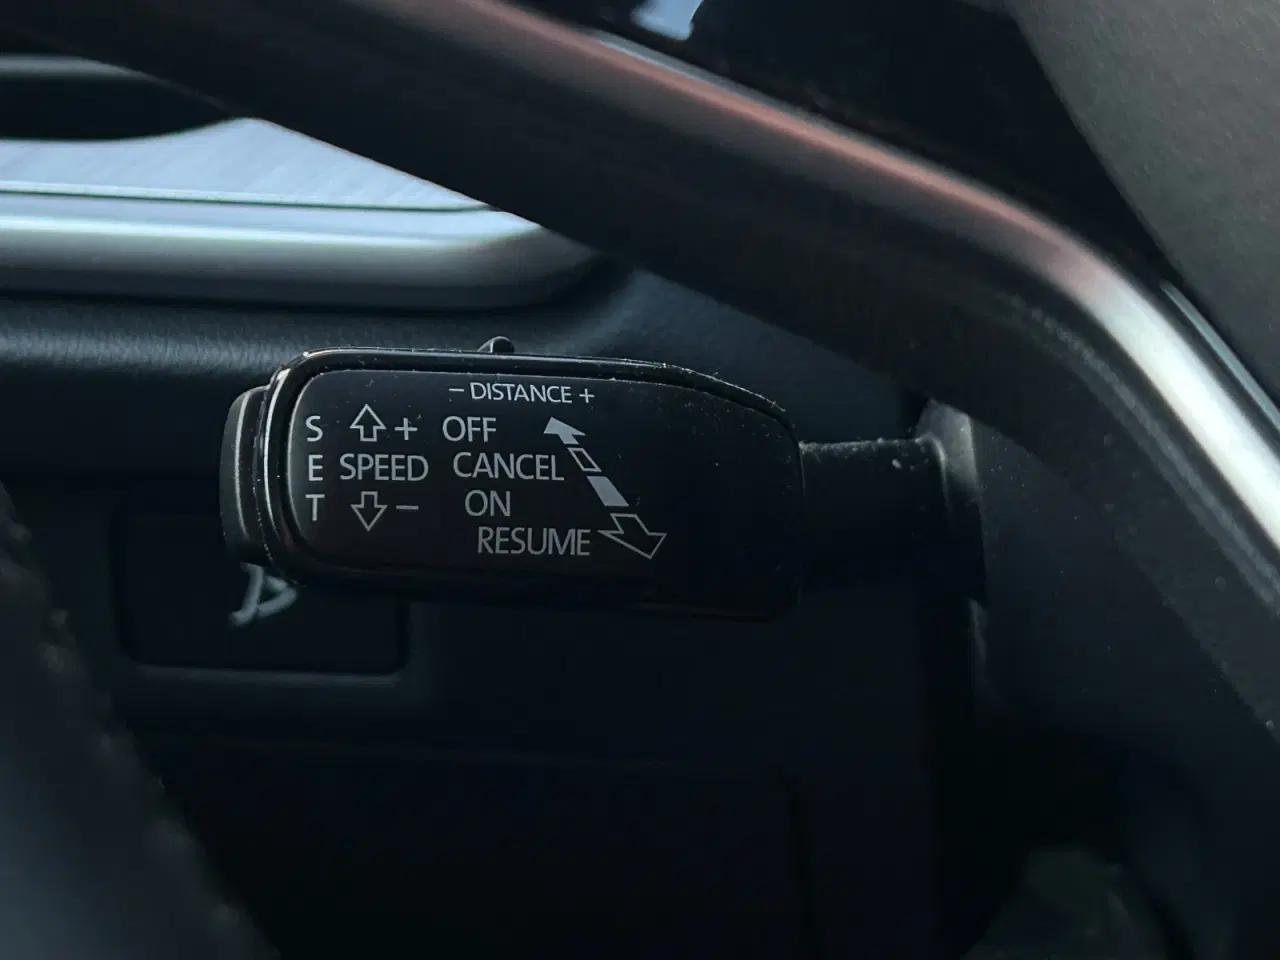 − DISTANCE +
S + OFF
E SPEED CANCEL
T − ON
RESUME